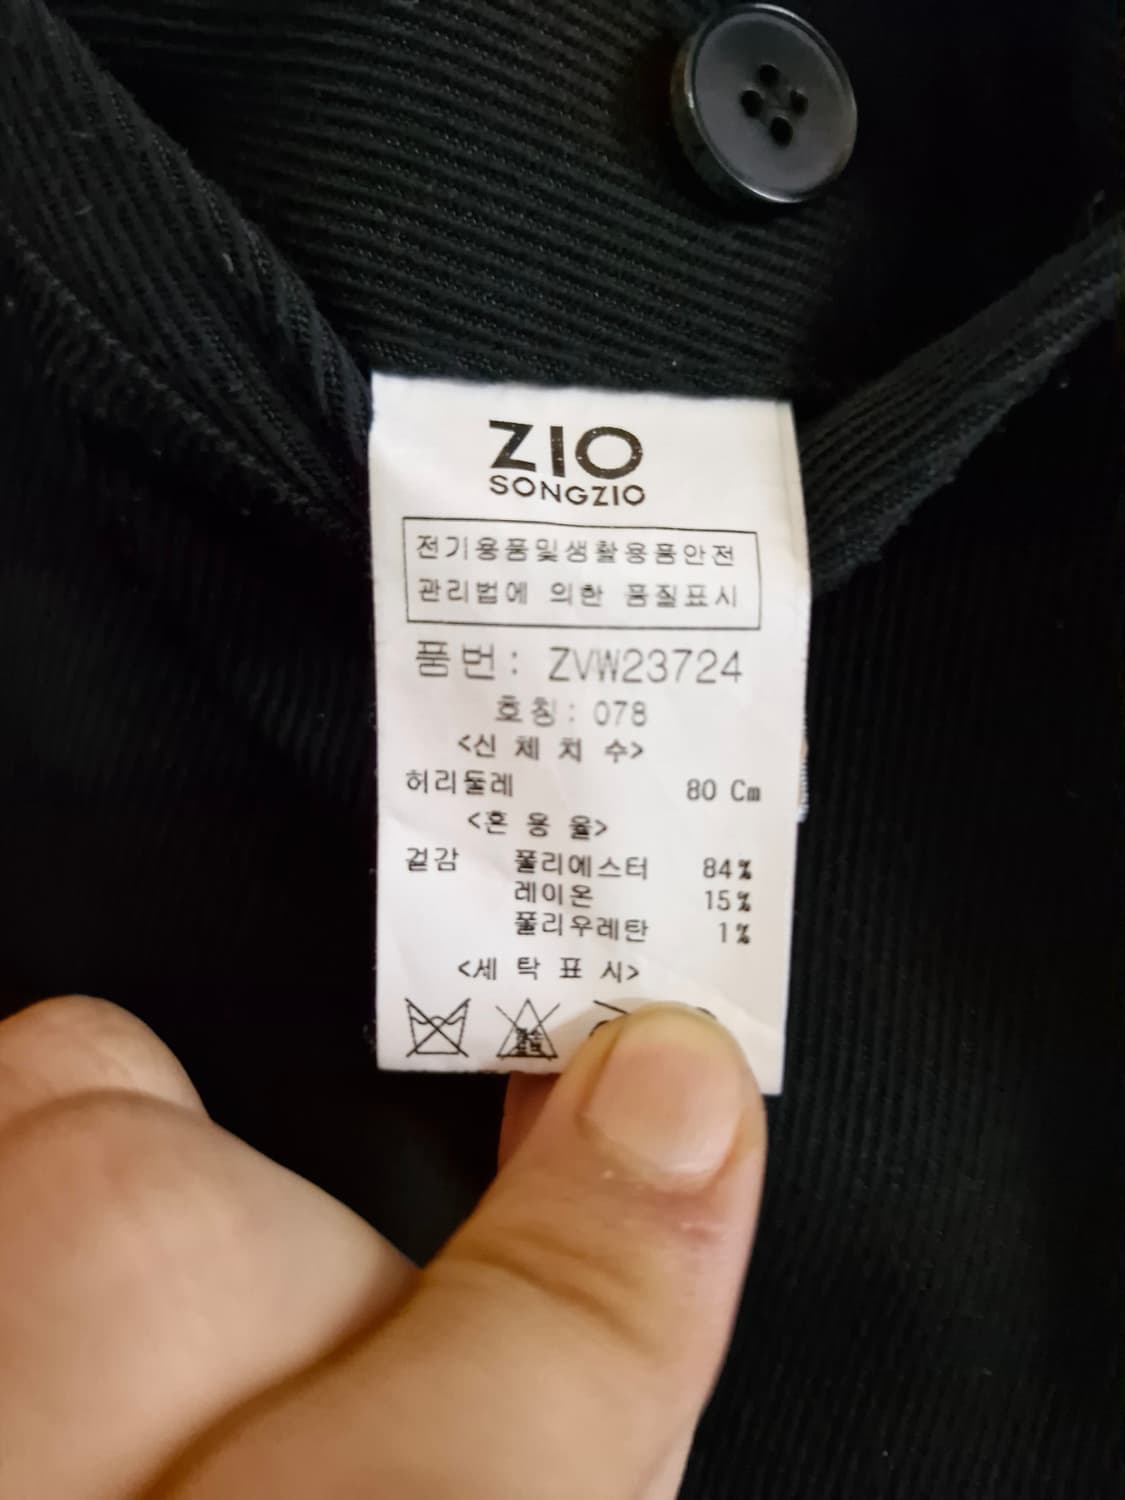 ZIO
SONGZIO
전기용품및생활용품안전
관리법에 의한 품질표시
품번: ZVW23724
호칭: 078
<신 체 치 수>
허리둘레 80 Cm
<혼 용 율>
겉감 폴리에스터 84%
레이온 15%
폴리우레탄 1%
<세 탁 표 시>